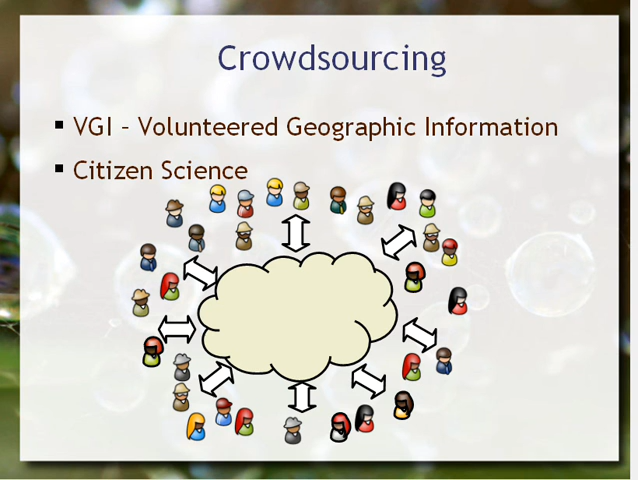 Crowdsourcing
▪ VGI – Volunteered Geographic Information
▪ Citizen Science